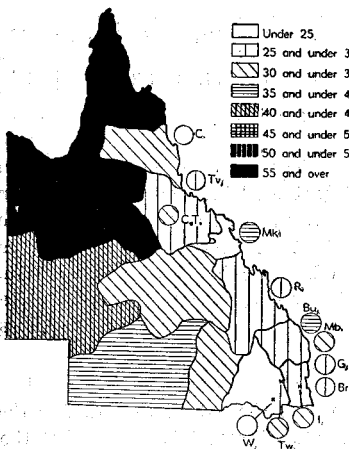 Under 25
25 and under 3
30 and under 3
35 and under 4
40 and under 4
45 and under 5
50 and under 5
55 and over
C.
Tv.
C.T.
Mki
R.
Bu.
Mb.
G.
Br
I.
W.
Tw.